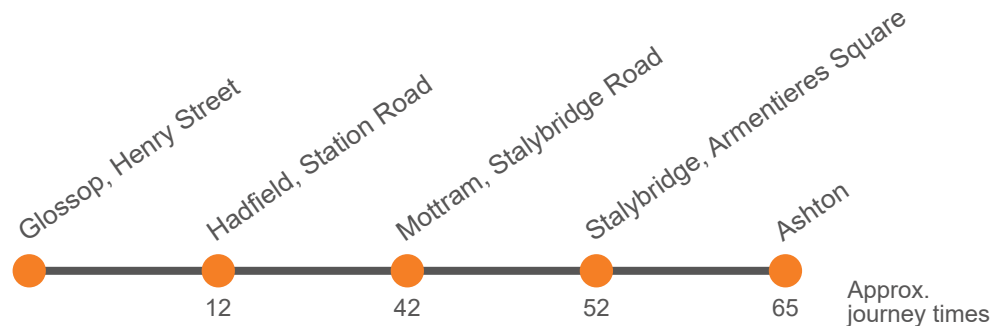 Glossop, Henry Street
Hadfield, Station Road
Mottram, Stalybridge Road
Stalybridge, Armentieres Square
Ashton
12
42
52
65
Approx.
journey times